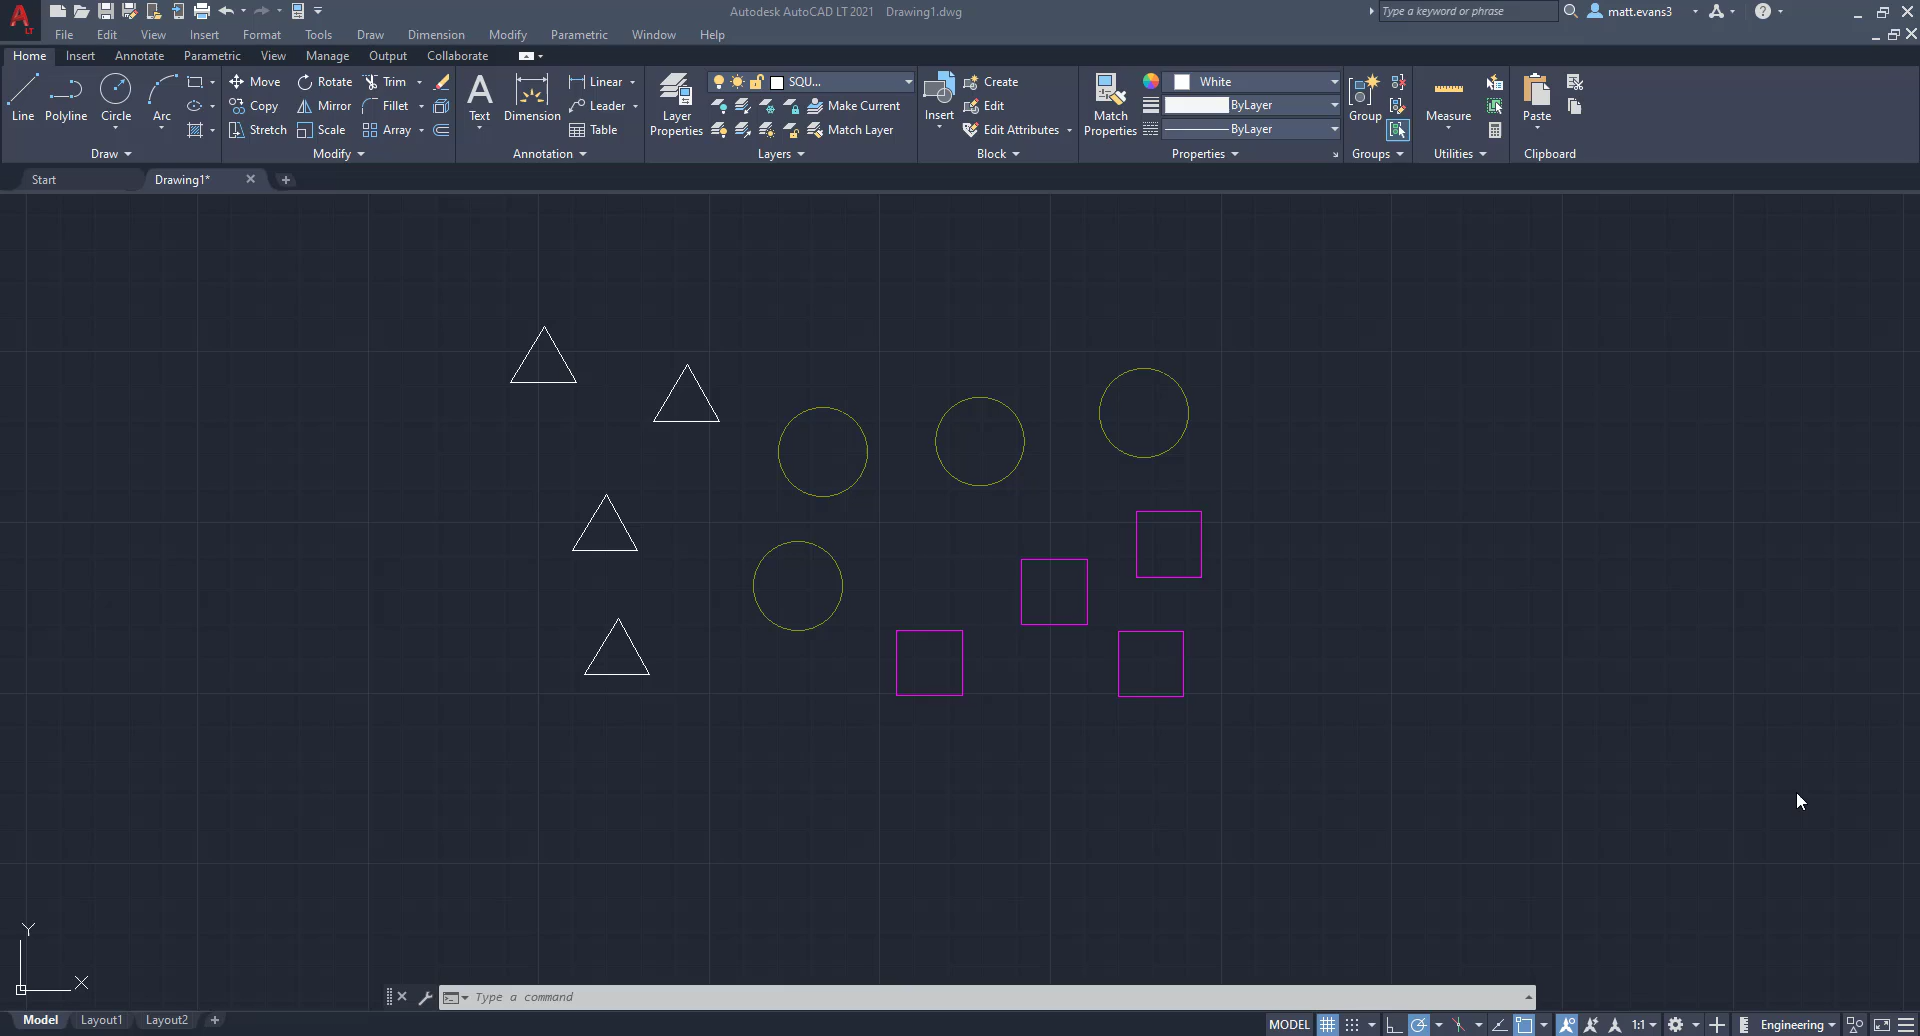 Autodesk AutoCAD LT 2021 Drawing1.dwg
Type a keyword or phrase
matt.evans3
A
LT
File Edit View Insert Format Tools Draw Dimension Modify Parametric Window Help
Home Insert Annotate Parametric View Manage Output Collaborate
Line Polyline Circle Arc
Move Rotate Trim
Copy Mirror Fillet
Stretch Scale Array
Text Dimension
Linear
Leader
Table
Layer Properties
SQU...
Make Current
Match Layer
Insert
Create
Edit
Edit Attributes
Match Properties
White
ByLayer
ByLayer
Group
Measure
Paste
Draw Modify Annotation Layers Block Properties Groups Utilities Clipboard
Start Drawing1*
Y
X
Type a command
Model Layout1 Layout2
MODEL 1:1 Engineering